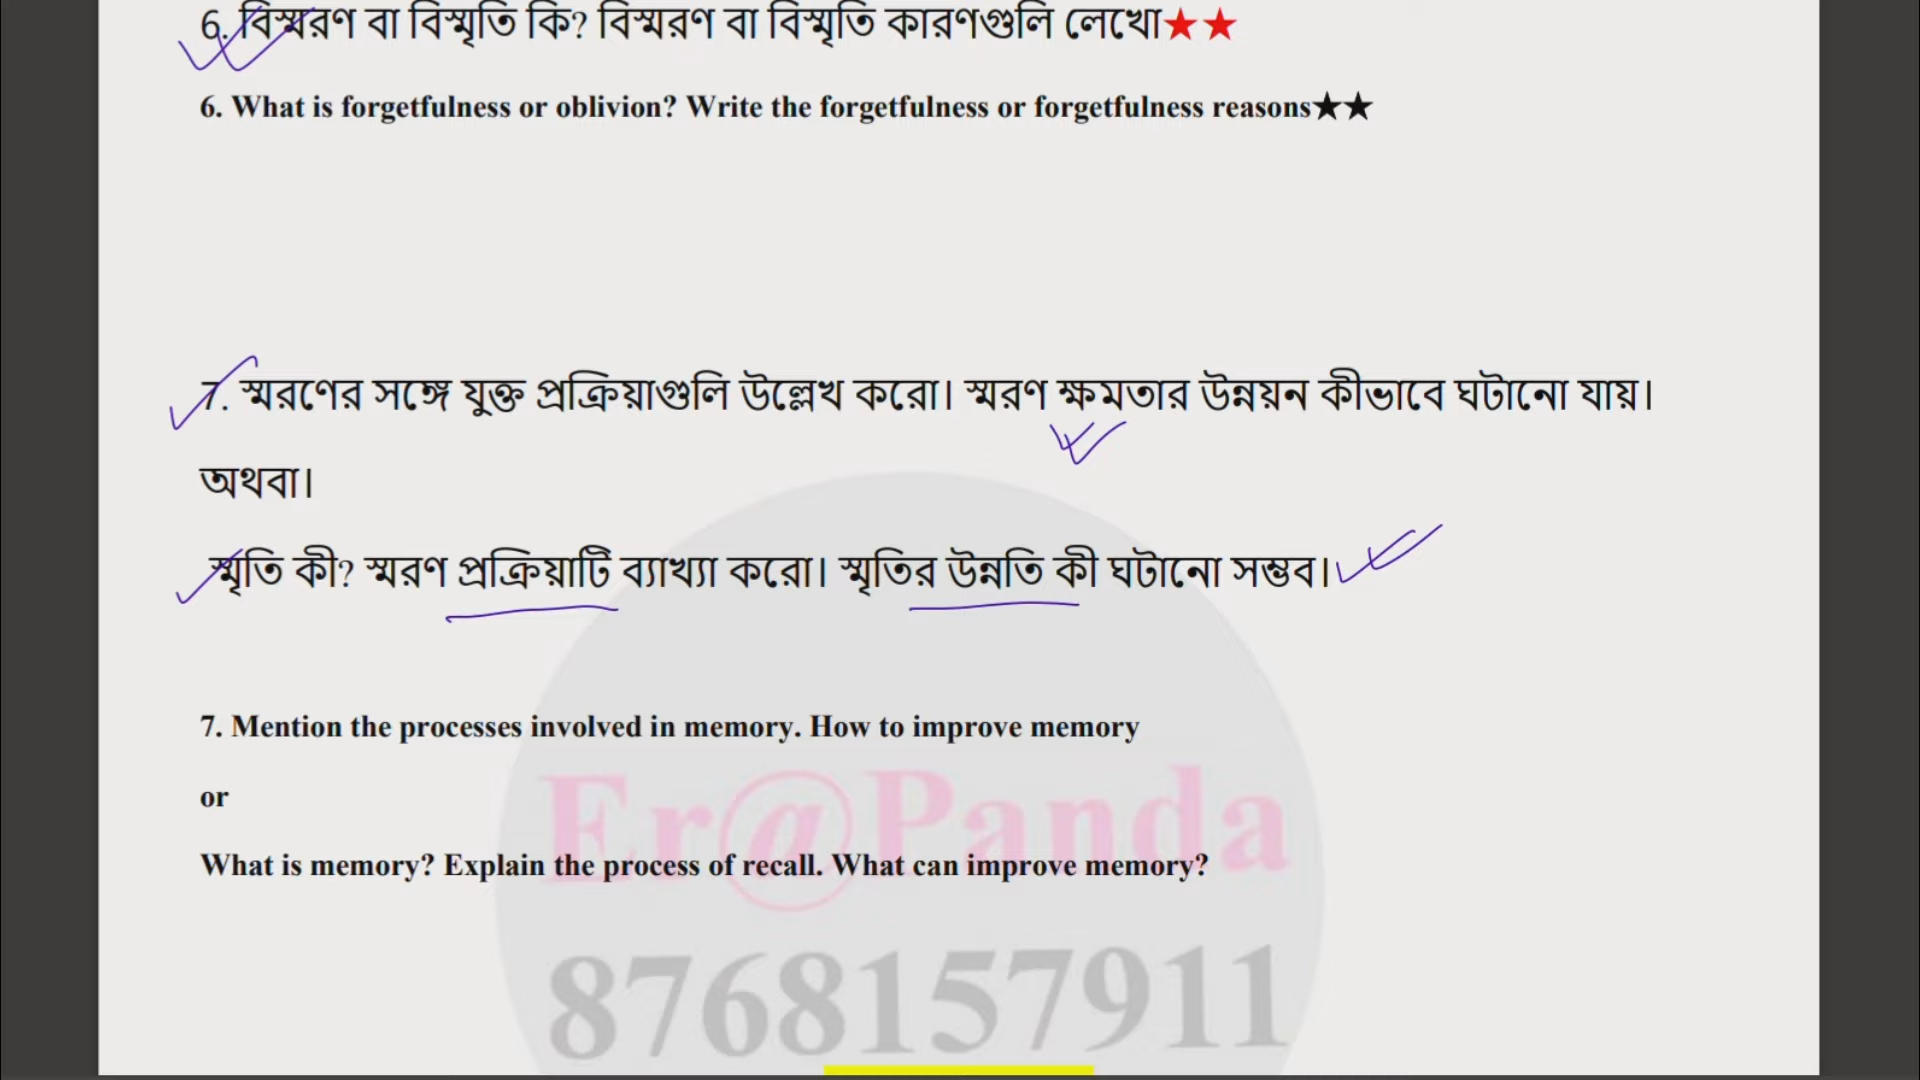 6. বিস্মরণ বা বিস্মৃতি কি? বিস্মরণ বা বিস্মৃতি কারণগুলি লেখো★★
6. What is forgetfulness or oblivion? Write the forgetfulness or forgetfulness reasons★★
7. স্মরণের সঙ্গে যুক্ত প্রক্রিয়াগুলি উল্লেখ করো। স্মরণ ক্ষমতার উন্নয়ন কীভাবে ঘটানো যায়।
অথবা।
স্মৃতি কী? স্মরণ প্রক্রিয়াটি ব্যাখ্যা করো। স্মৃতির উন্নতি কী ঘটানো সম্ভব।
7. Mention the processes involved in memory. How to improve memory
or
Er@Panda
What is memory? Explain the process of recall. What can improve memory?
8768157911